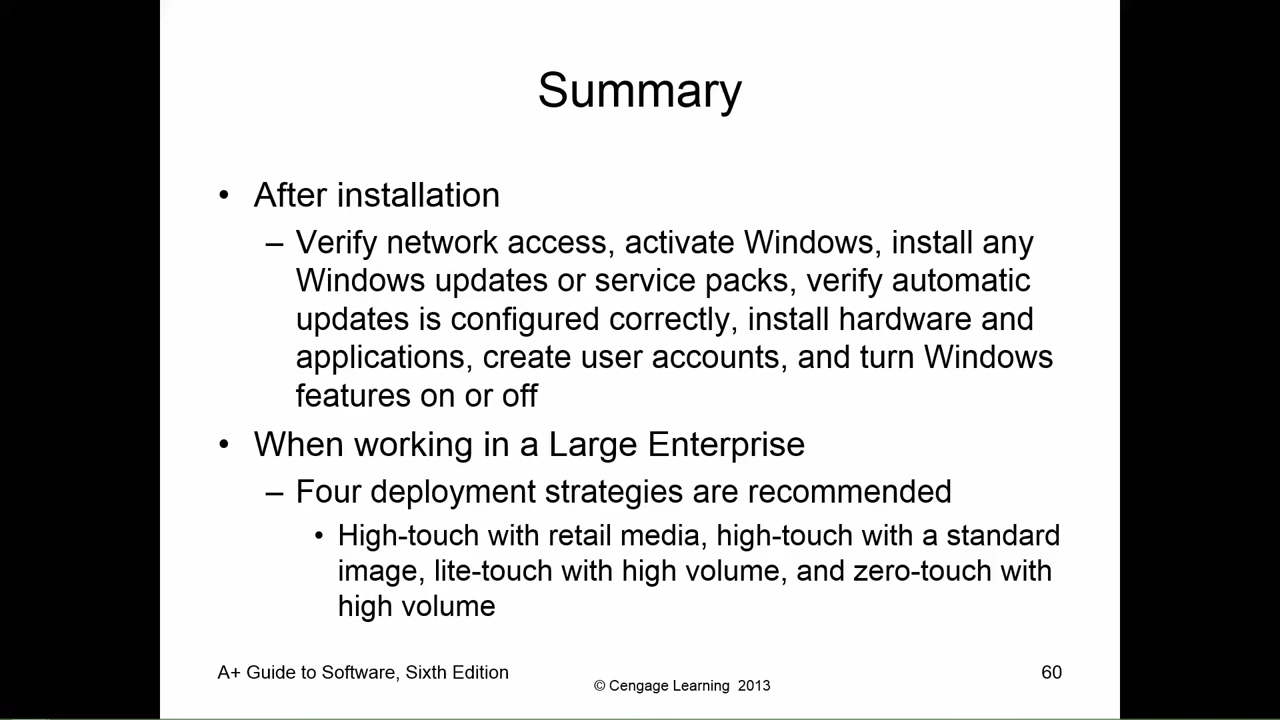 Summary
• After installation
– Verify network access, activate Windows, install any
Windows updates or service packs, verify automatic
updates is configured correctly, install hardware and
applications, create user accounts, and turn Windows
features on or off
• When working in a Large Enterprise
– Four deployment strategies are recommended
• High-touch with retail media, high-touch with a standard
image, lite-touch with high volume, and zero-touch with
high volume
A+ Guide to Software, Sixth Edition
© Cengage Learning 2013
60